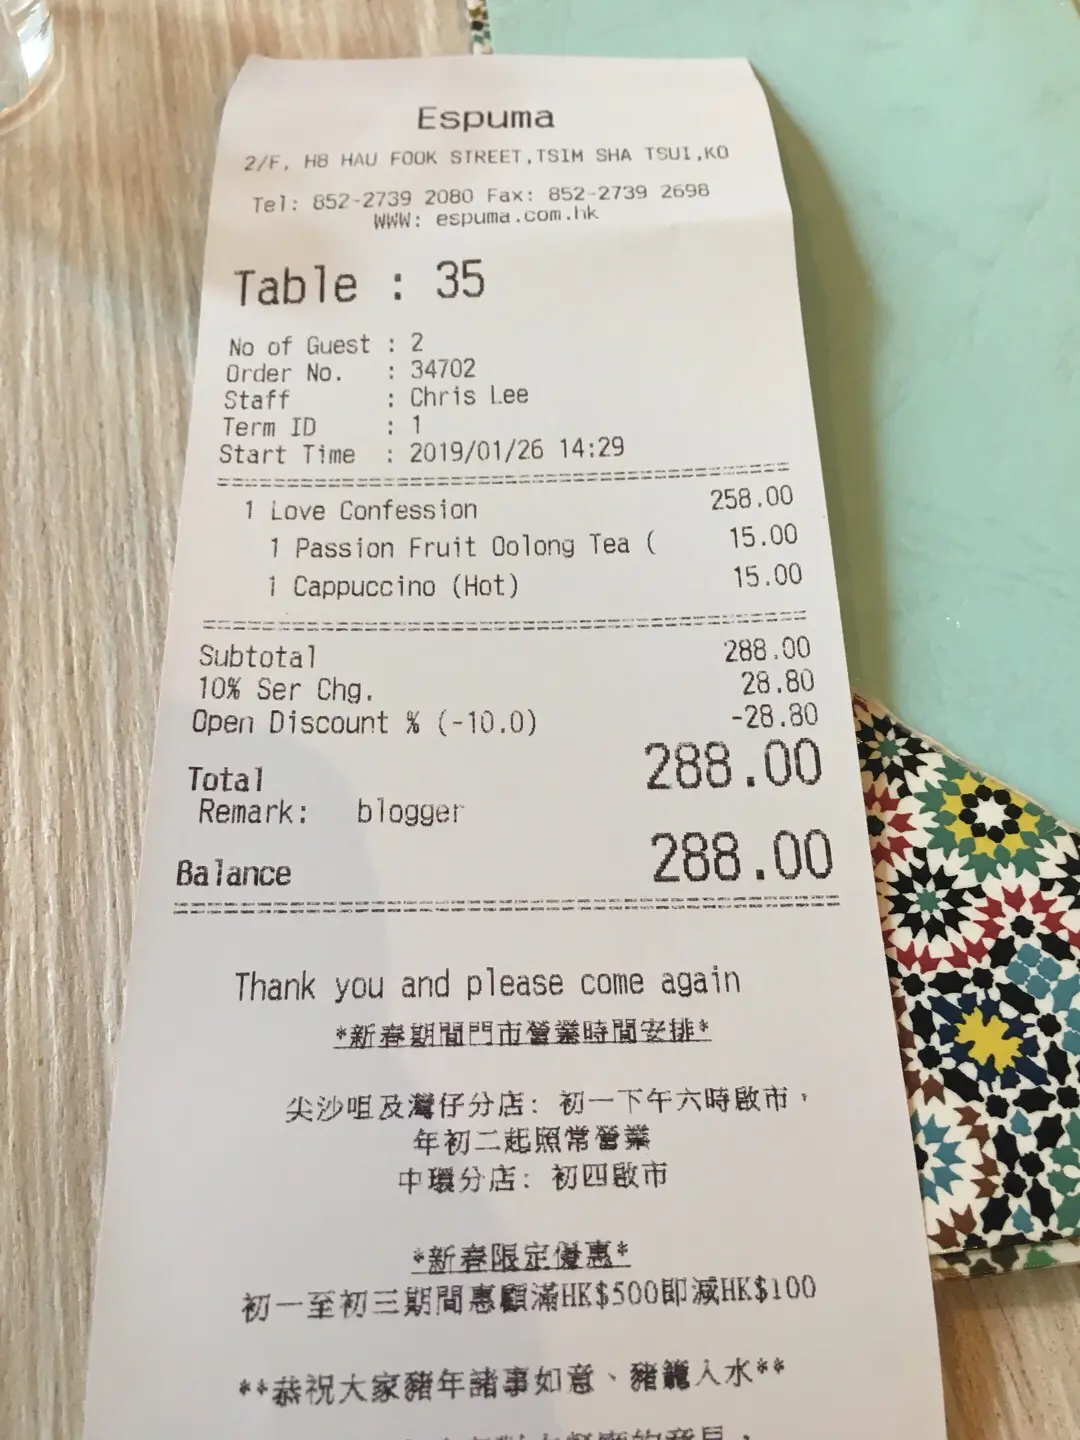 Espuma
2/F, H8 HAU FOOK STREET,TSIM SHA TSUI,KO
Tel: 852-2739 2080 Fax: 852-2739 2698
WWW: espuma.com.hk
Table : 35
No of Guest : 2
Order No. : 34702
Staff : Chris Lee
Term ID : 1
Start Time : 2019/01/26 14:29
1 Love Confession 258.00
1 Passion Fruit Oolong Tea ( 15.00
1 Cappuccino (Hot) 15.00
Subtotal 288.00
10% Ser Chg. 28.80
Open Discount % (-10.0) -28.80
Total 288.00
Remark: blogger
Balance 288.00
Thank you and please come again
*新春期間門市營業時間安排*
尖沙咀及灣仔分店: 初一下午六時啟市,
年初二起照常營業
中環分店: 初四啟市
*新春限定優惠*
初一至初三期間惠顧滿HK$500即減HK$100
**恭祝大家豬年諸事如意、豬籠入水**